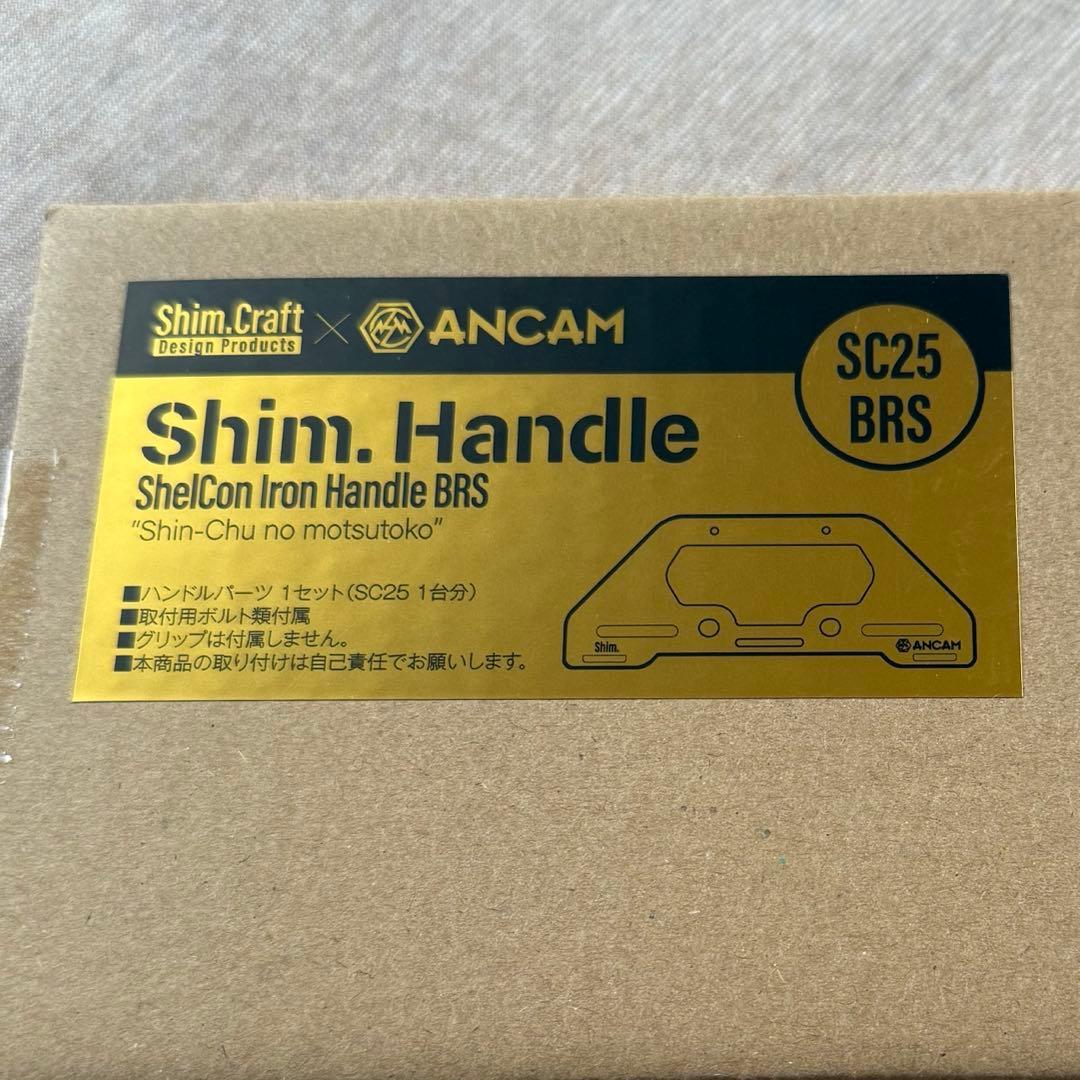 Shim.Craft
Design Products
× ANCAM
SC25
BRS
Shim. Handle
ShelCon Iron Handle BRS
"Shin-Chu no motsutoko"
■ハンドルパーツ 1セット(SC25 1台分)
■取付用ボルト類付属
■グリップは付属しません。
■本商品の取り付けは自己責任でお願いします。
Shim.
ANCAM